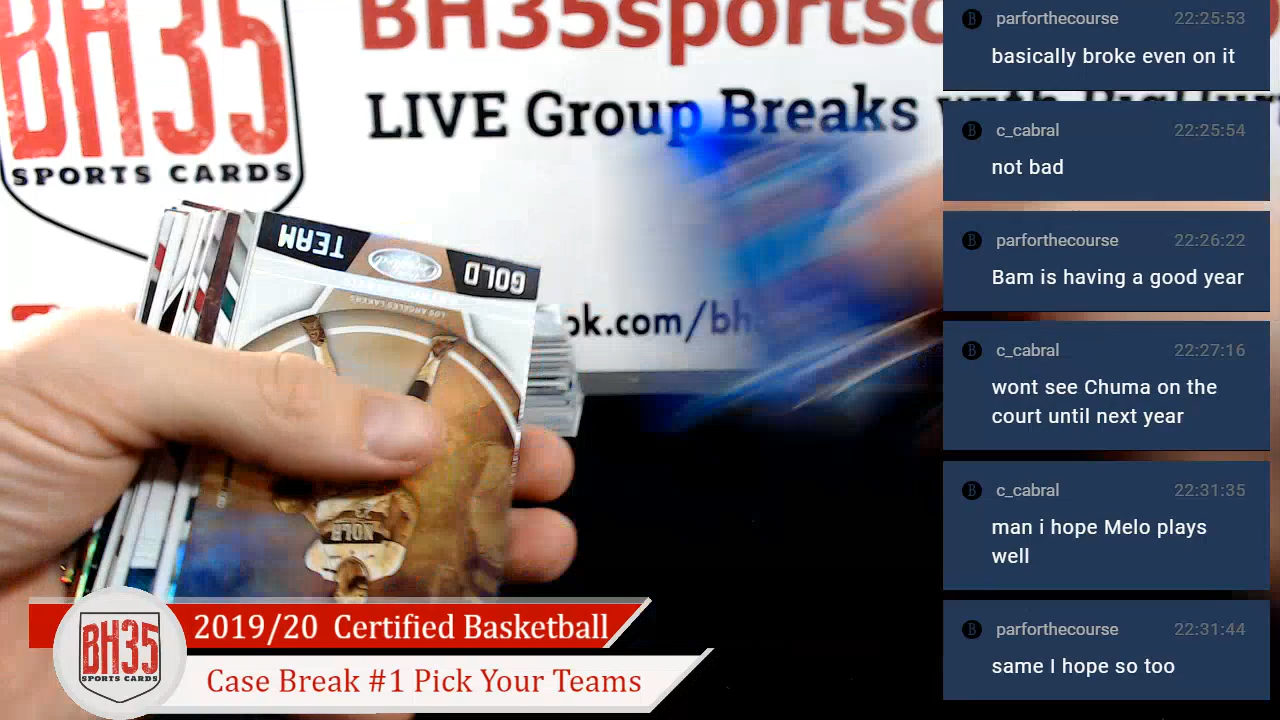 BH35
SPORTS CARDS
BH35sportsc
LIVE Group Breaks with BigHur
ok.com/bh
GOLD
TEAM
LOS ANGELES LAKERS
NOLA
BH35
SPORTS CARDS
2019/20 Certified Basketball
Case Break #1 Pick Your Teams
parforthecourse 22:25:53
basically broke even on it
c_cabral 22:25:54
not bad
parforthecourse 22:26:22
Bam is having a good year
c_cabral 22:27:16
wont see Chuma on the
court until next year
c_cabral 22:31:35
man i hope Melo plays
well
parforthecourse 22:31:44
same I hope so too